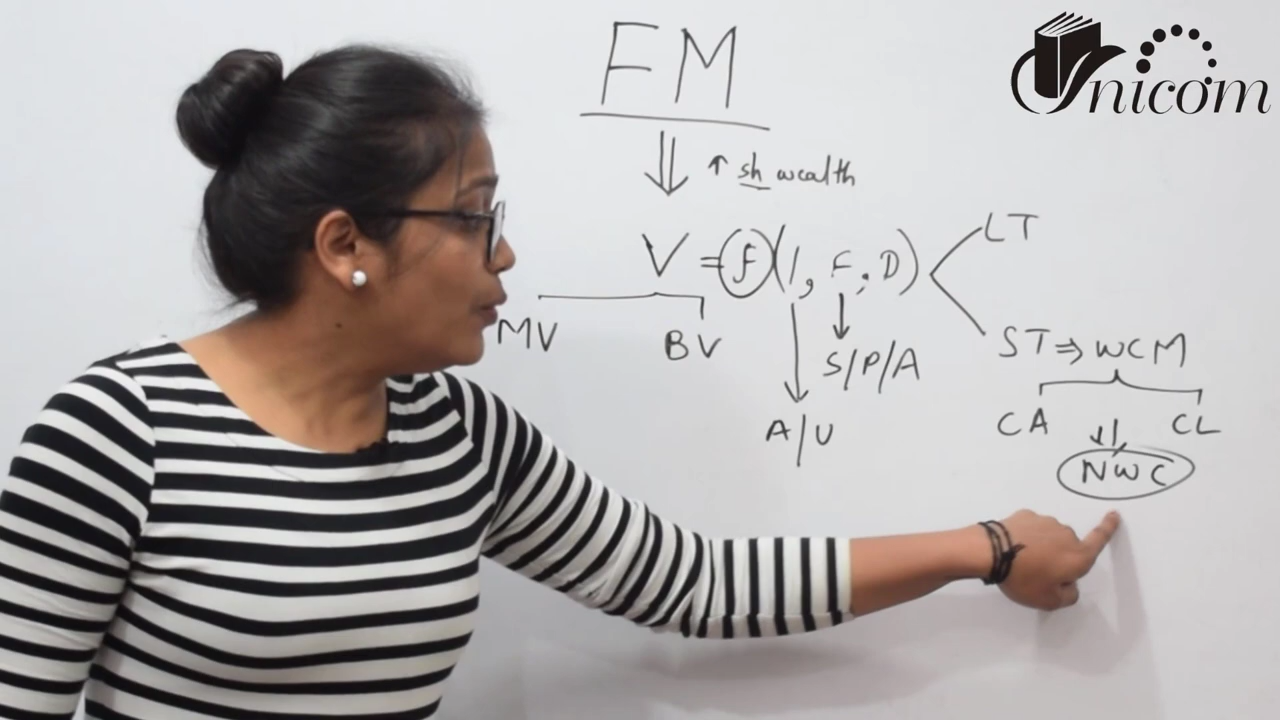 FM
Unicom
⇓ ↑ sh wealth
V = F (I, F, D)
LT
MV BV
S/P/A
ST ⇒ WCM
A/U
CA CL
NWC